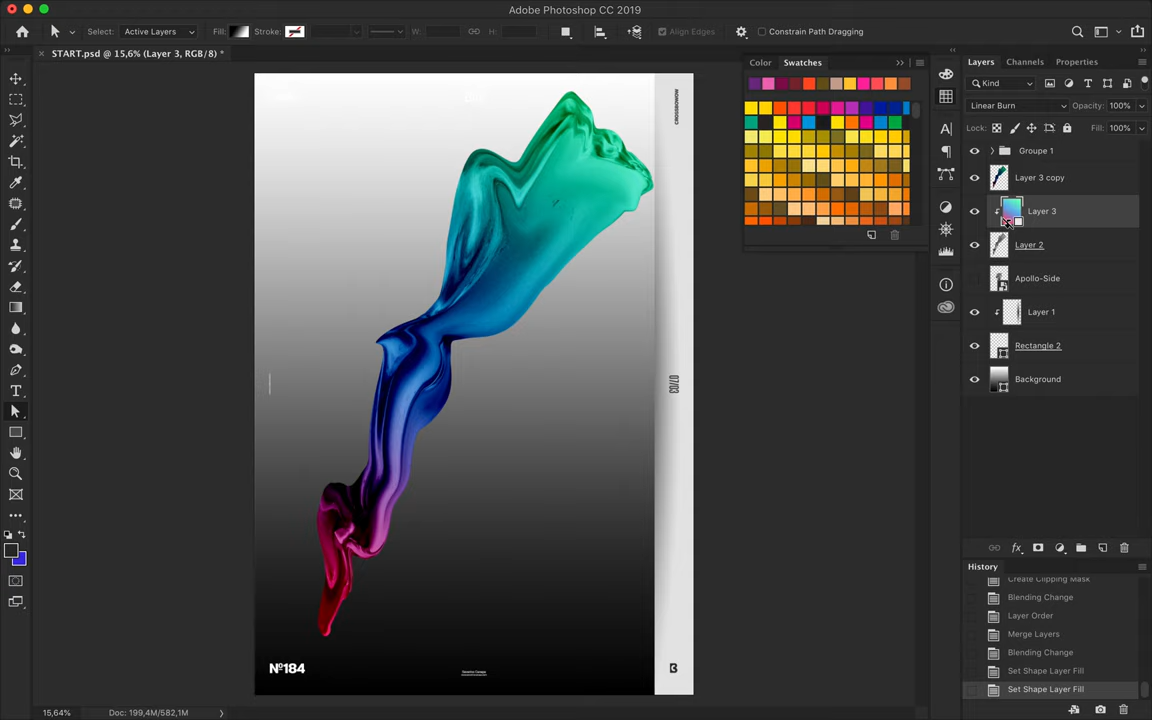 Adobe Photoshop CC 2019
Select: Active Layers Fill: Stroke: W: H: Align Edges Constrain Path Dragging
× START.psd @ 15,6% (Layer 3, RGB/8) *
Color Swatches
Layers Channels Properties
Kind
Linear Burn Opacity: 100%
Lock: Fill: 100%
Groupe 1
Layer 3 copy
Layer 3
Layer 2
Apollo-Side
Layer 1
Rectangle 2
Background
fx
History
Create Clipping Mask
Blending Change
Layer Order
Merge Layers
Blending Change
Set Shape Layer Fill
Set Shape Layer Fill
CROSSBOWOW
07/03
Nº184
B
15,64% Doc: 199,4M/582,1M